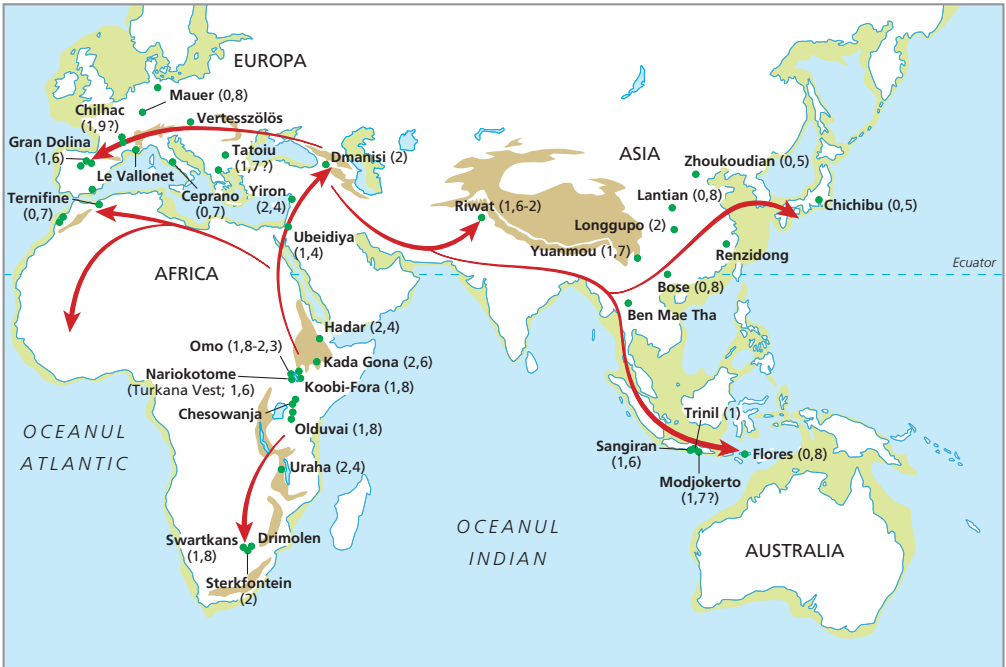 EUROPA
Mauer (0,8)
Chilhac
(1,9?)
Vertesszölös
Gran Dolina
(1,6)
Tatoiu
(1,7?)
Dmanisi (2)
Le Vallonet
Ceprano
(0,7)
Yiron
(2,4)
Ternifine
(0,7)
Ubeidiya
(1,4)
ASIA
Zhoukoudian (0,5)
Lantian (0,8)
Riwat (1,6-2)
Chichibu (0,5)
Longgupo (2)
Yuanmou (1,7)
Renzidong
Ecuator
Bose (0,8)
Ben Mae Tha
AFRICA
Hadar (2,4)
Omo (1,8-2,3)
Kada Gona (2,6)
Nariokotome
(Turkana Vest; 1,6)
Koobi-Fora (1,8)
Chesowanja
Olduvai (1,8)
Uraha (2,4)
OCEANUL
ATLANTIC
Trinil (1)
Sangiran
(1,6)
Flores (0,8)
Modjokerto
(1,7?)
OCEANUL
INDIAN
Swartkans
(1,8)
Drimolen
Sterkfontein
(2)
AUSTRALIA